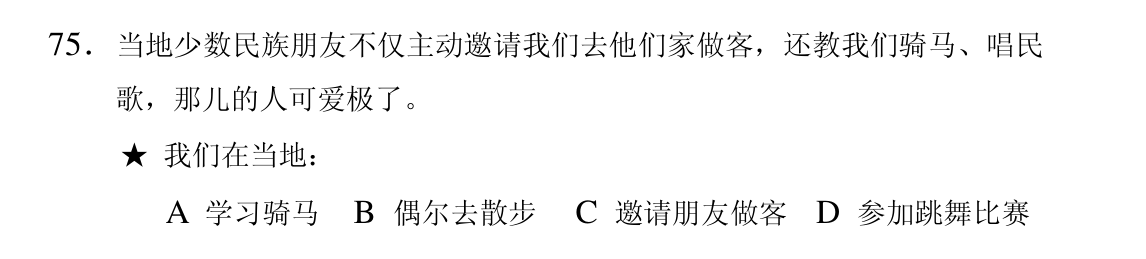 75. 当地少数民族朋友不仅主动邀请我们去他们家做客，还教我们骑马、唱民
歌，那儿的人可爱极了。
★ 我们在当地：
A 学习骑马 B 偶尔去散步 C 邀请朋友做客 D 参加跳舞比赛